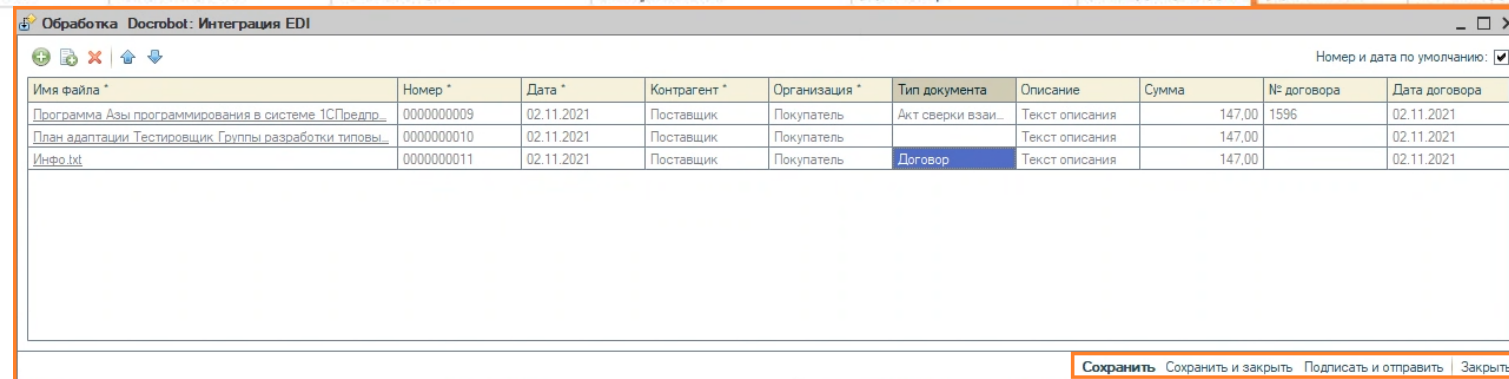 Обработка Docrobot: Интеграция EDI
Номер и дата по умолчанию:
Имя файла * Номер * Дата * Контрагент * Организация * Тип документа Описание Сумма № договора Дата договора
Программа Азы программирования в системе 1СПредпр... 0000000009 02.11.2021 Поставщик Покупатель Акт сверки взаи... Текст описания 147,00 1596 02.11.2021
План адаптации Тестировщик Группы разработки типовы... 0000000010 02.11.2021 Поставщик Покупатель Текст описания 147,00 02.11.2021
Инфо.txt 0000000011 02.11.2021 Поставщик Покупатель Договор Текст описания 147,00 02.11.2021
Сохранить Сохранить и закрыть Подписать и отправить Закрыть